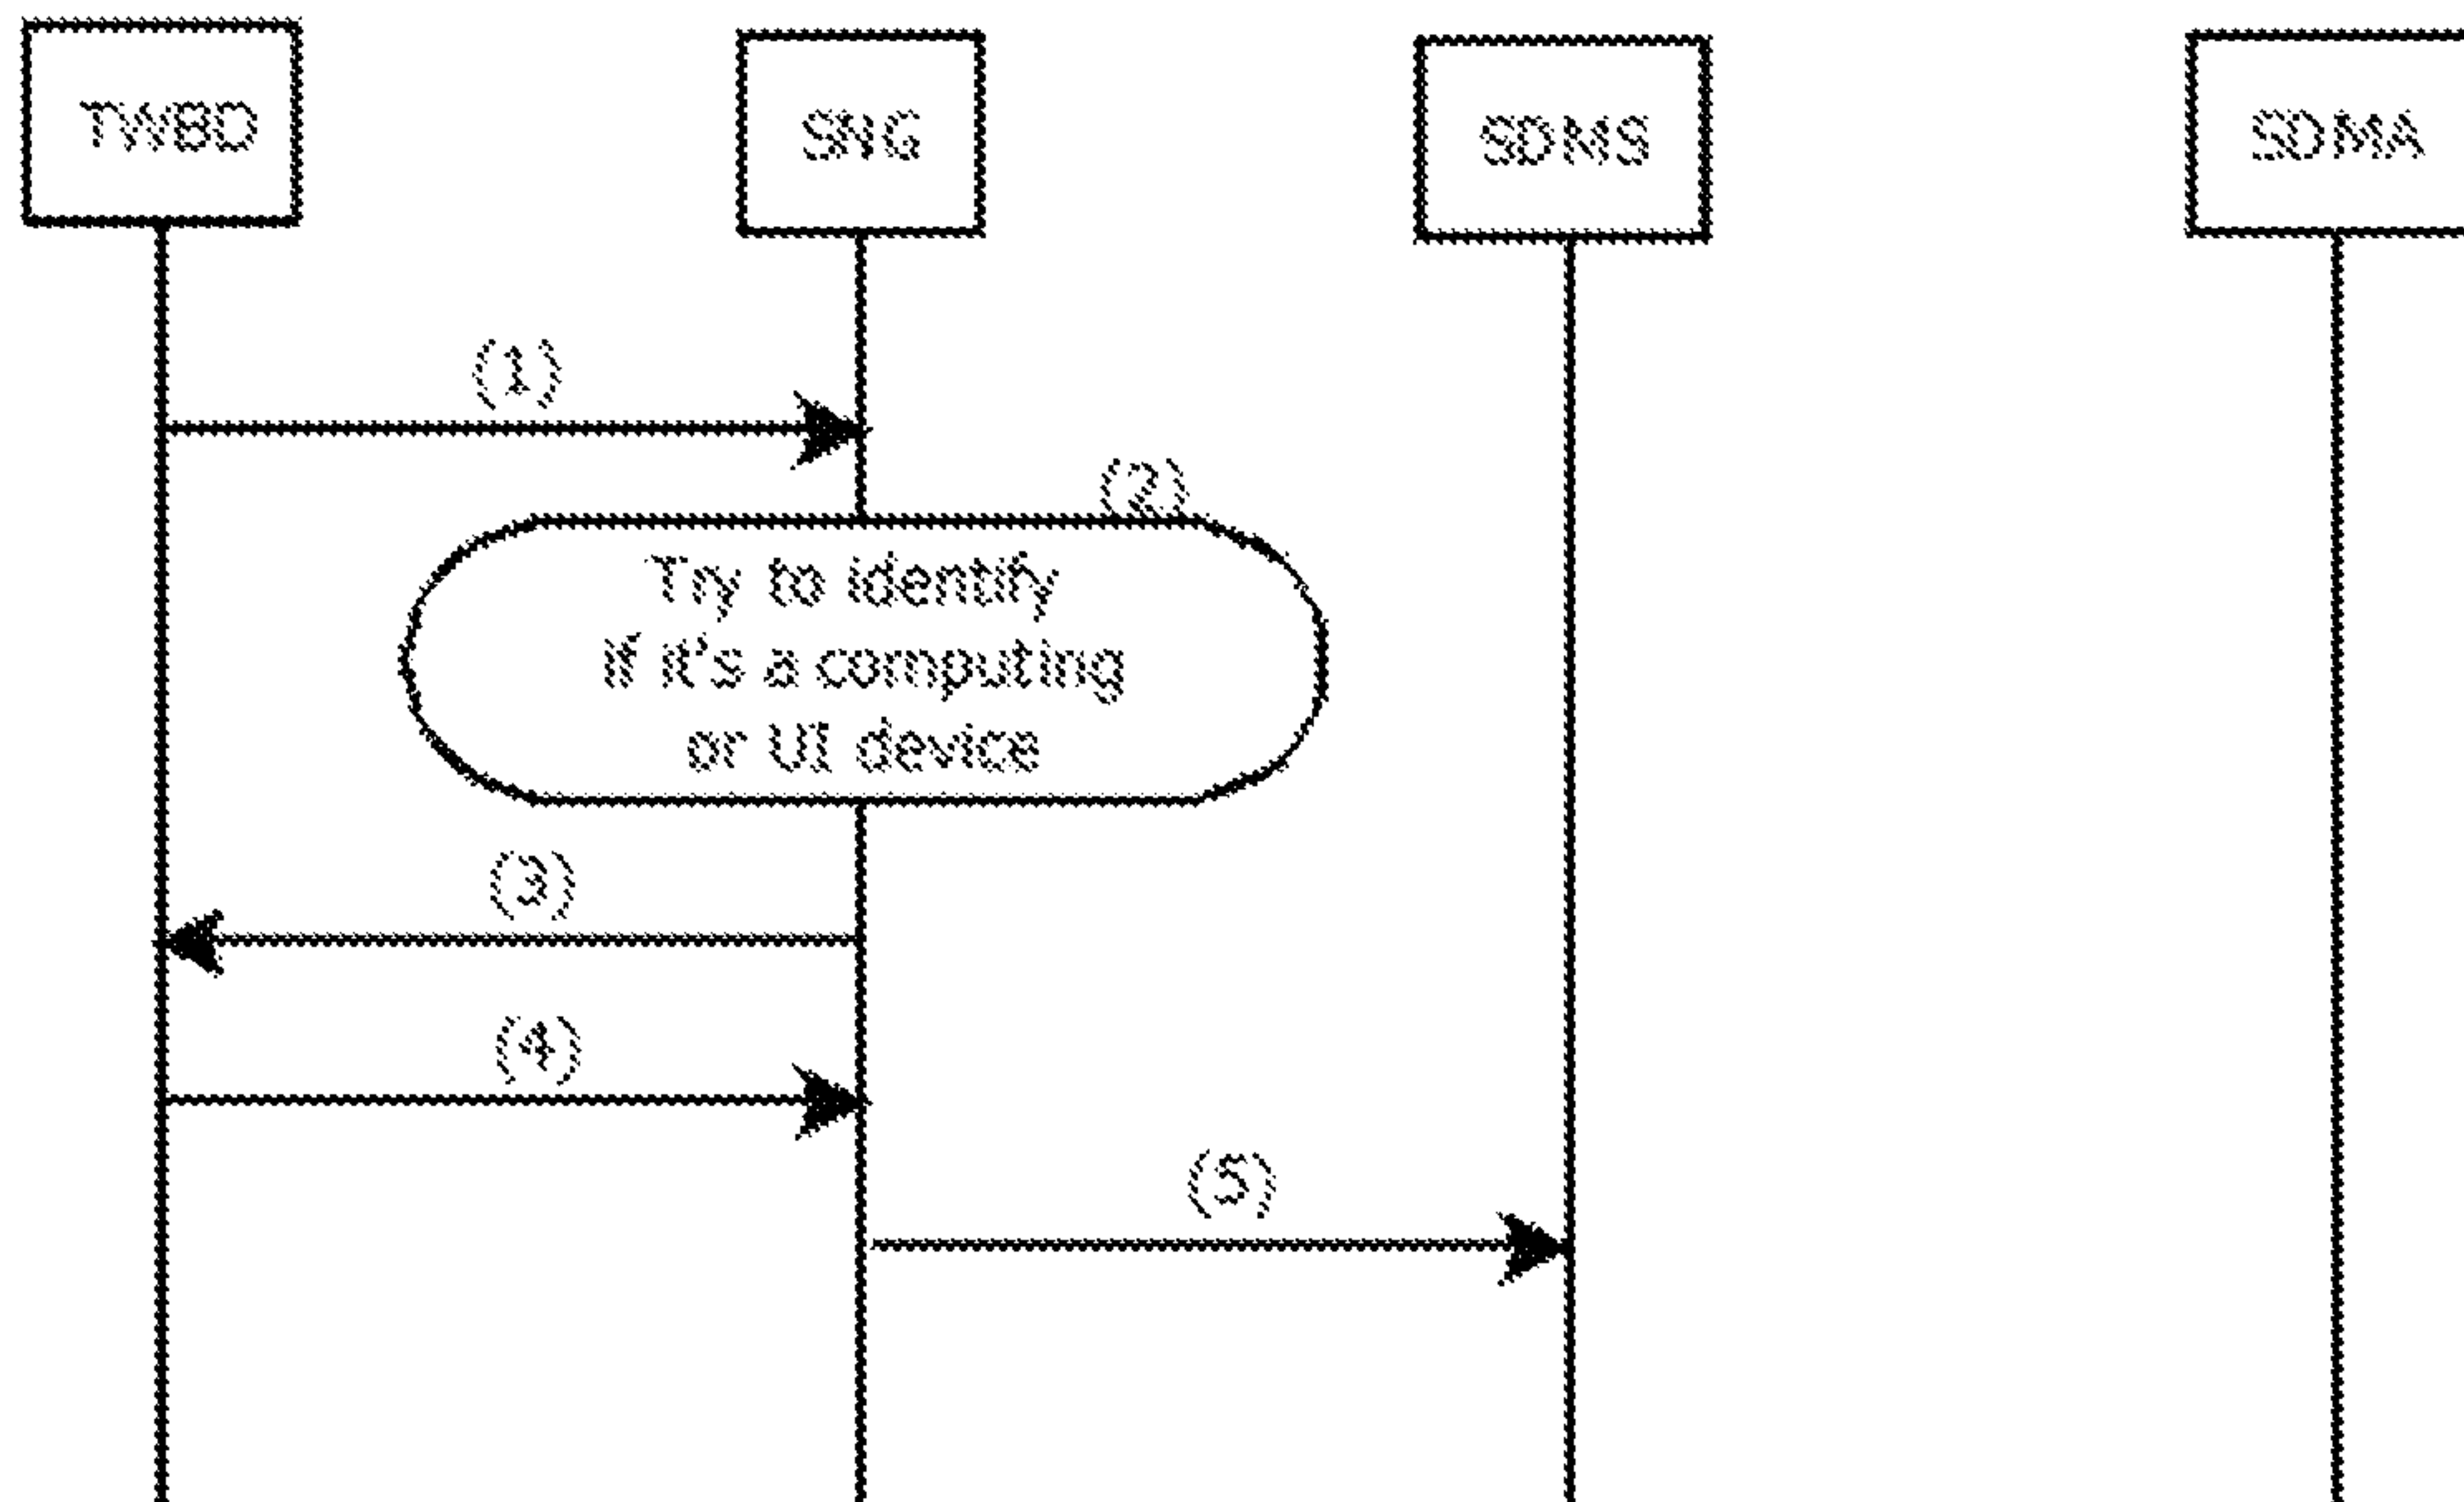 TWBD
SNG
SDMS
SDMA
(1)
(2)
Try to identify
if it's a computing
or UI device
(3)
(4)
(5)